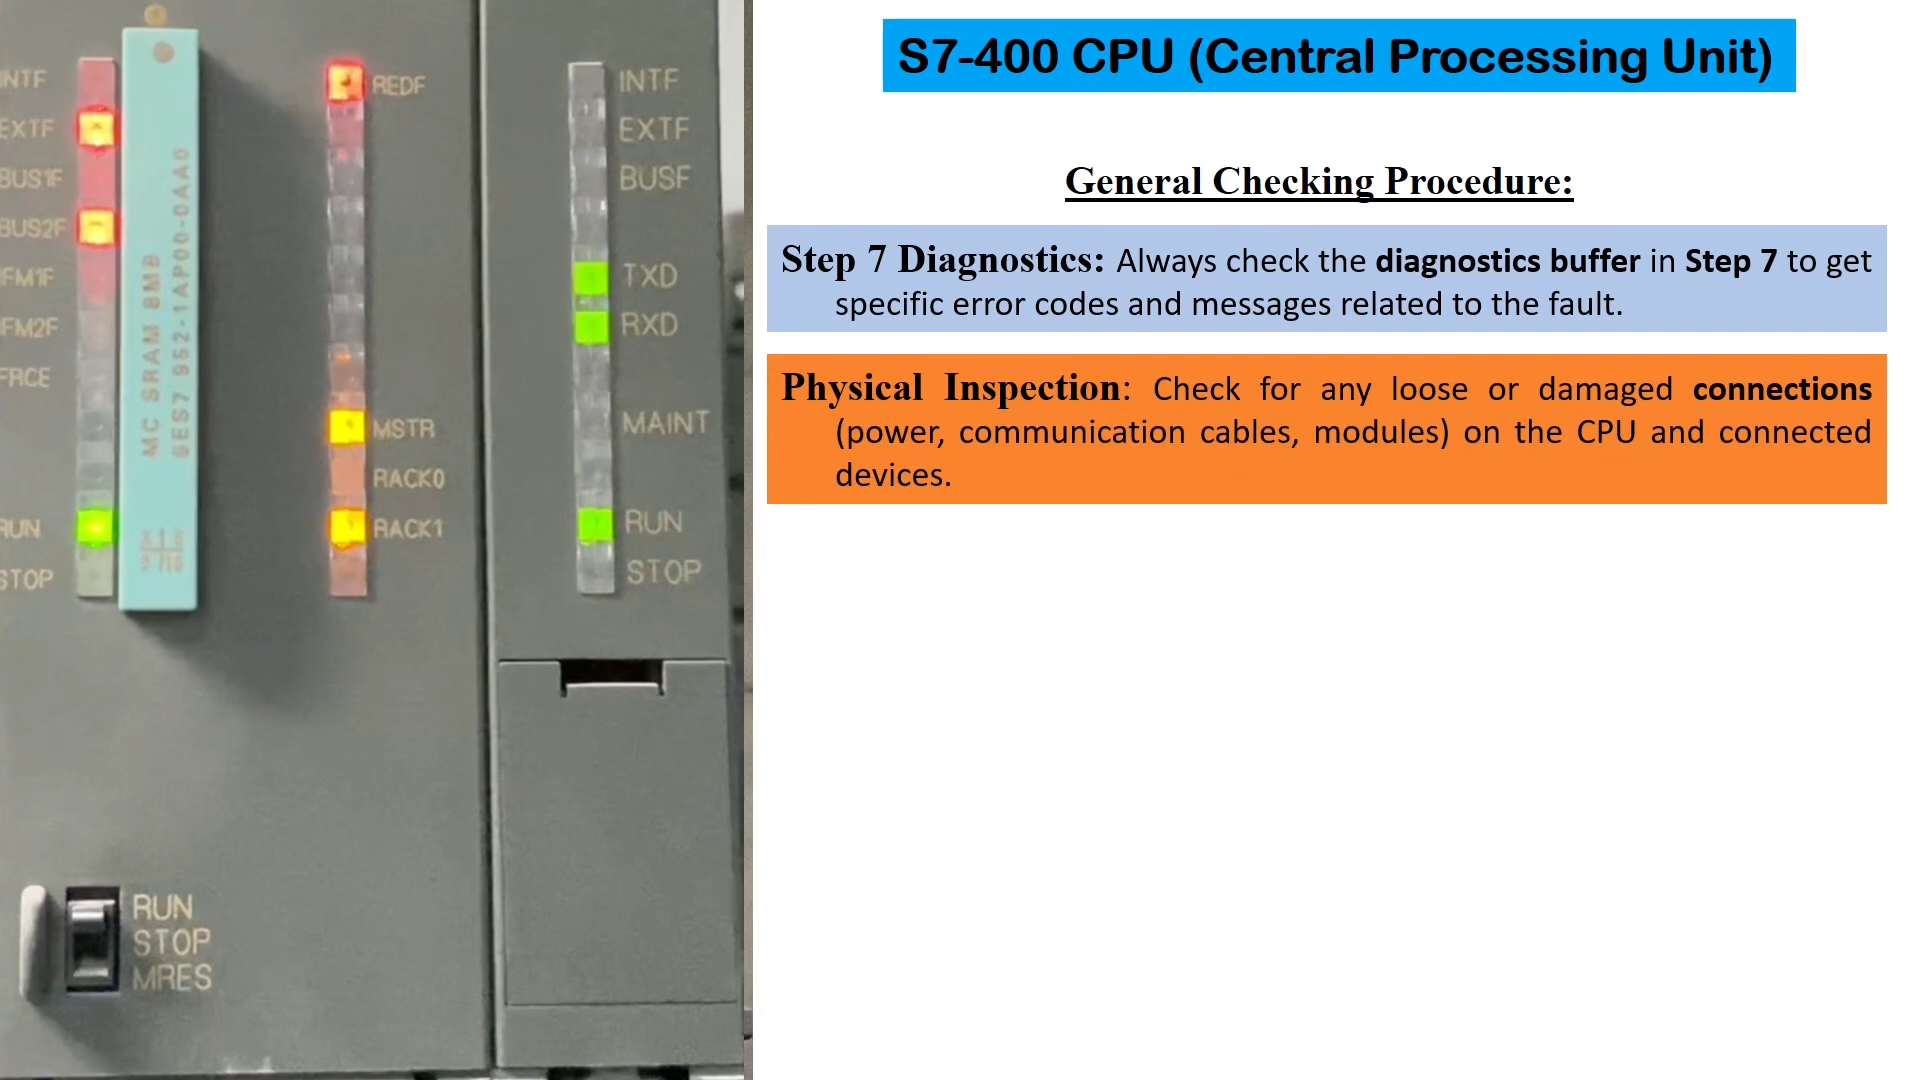 INTF
EXTF
BUS1F
BUS2F
IFM1F
IFM2F
FRCE
RUN
STOP
MC SRAM 8MB
6ES7 952-1AP00-0AA0
REDF
MSTR
RACK0
RACK1
INTF
EXTF
BUSF
TXD
RXD
MAINT
RUN
STOP
RUN
STOP
MRES
S7-400 CPU (Central Processing Unit)
General Checking Procedure:
Step 7 Diagnostics: Always check the diagnostics buffer in Step 7 to get
specific error codes and messages related to the fault.
Physical Inspection: Check for any loose or damaged connections
(power, communication cables, modules) on the CPU and connected
devices.